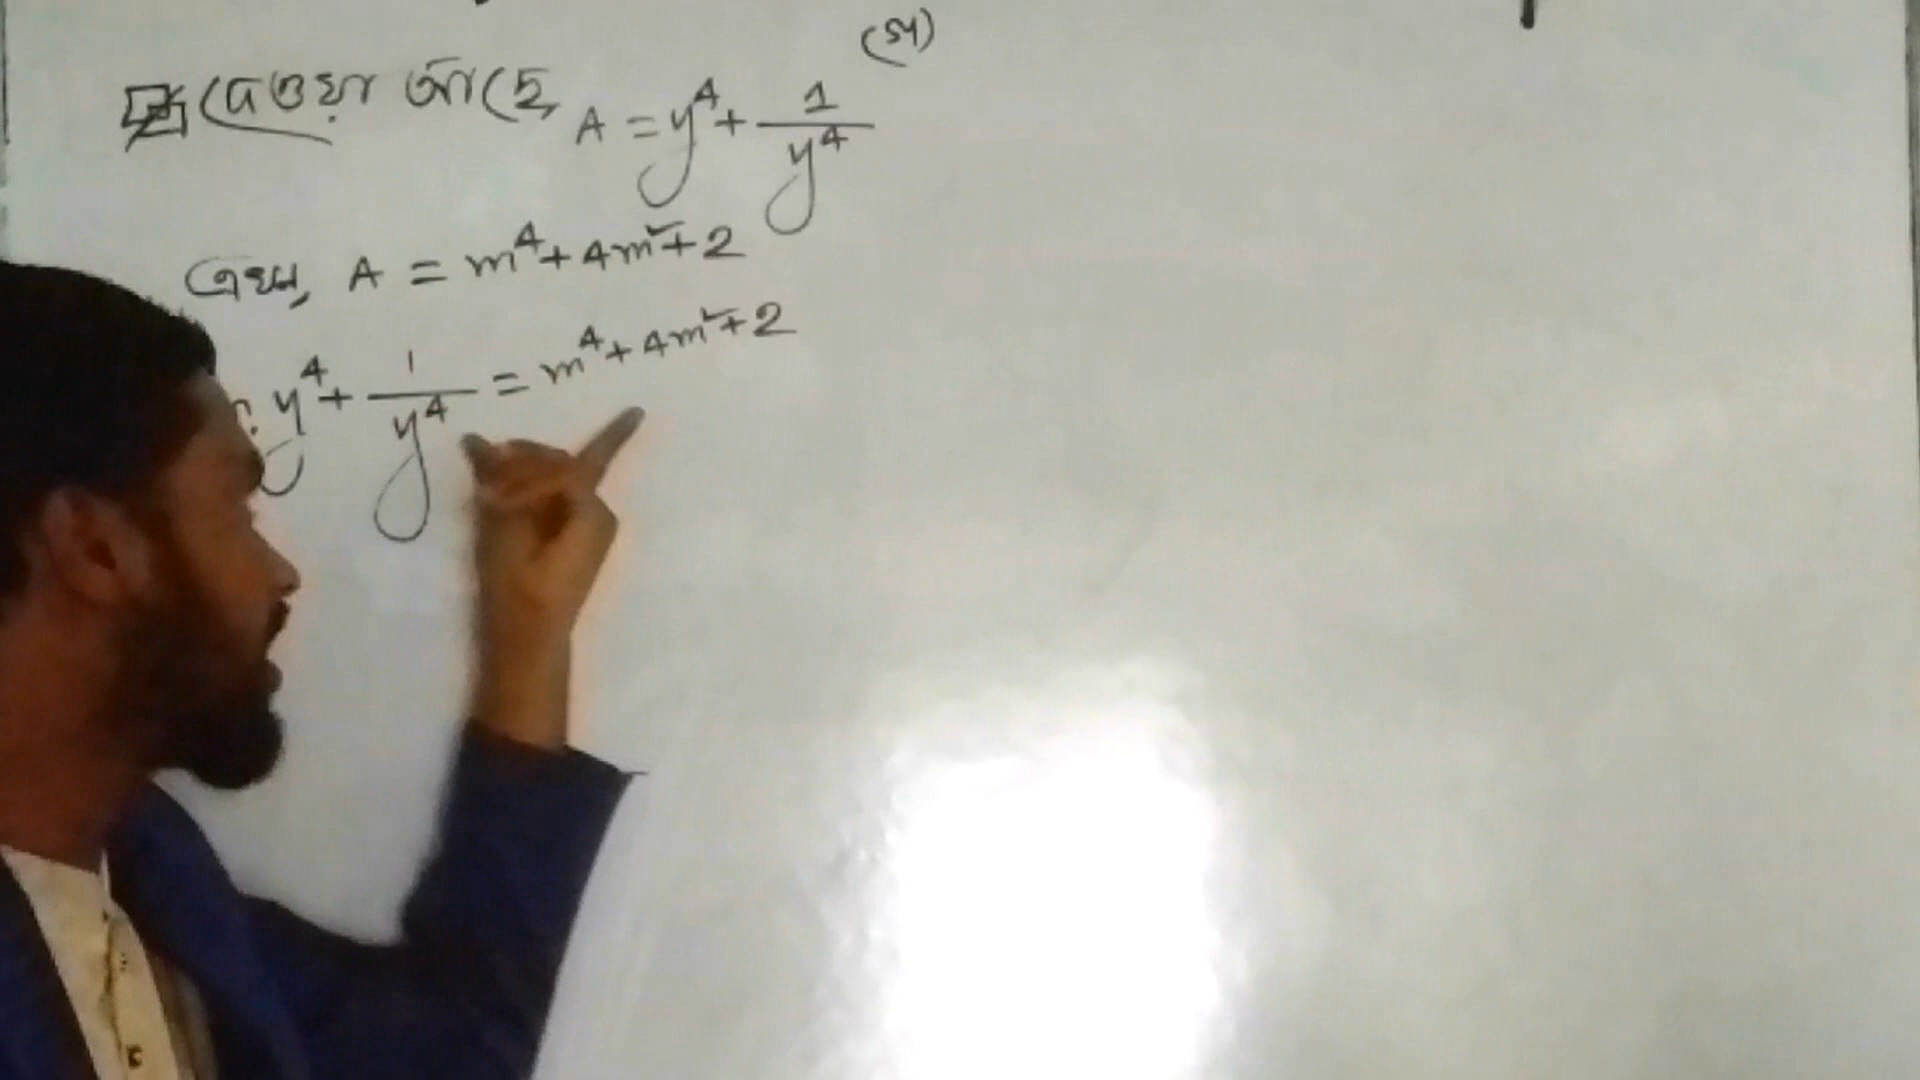 (গ)
দেওয়া আছে, A = y⁴ + 1/y⁴
এখন, A = m⁴ + 4m² + 2
y⁴ + 1/y⁴ = m⁴ + 4m² + 2